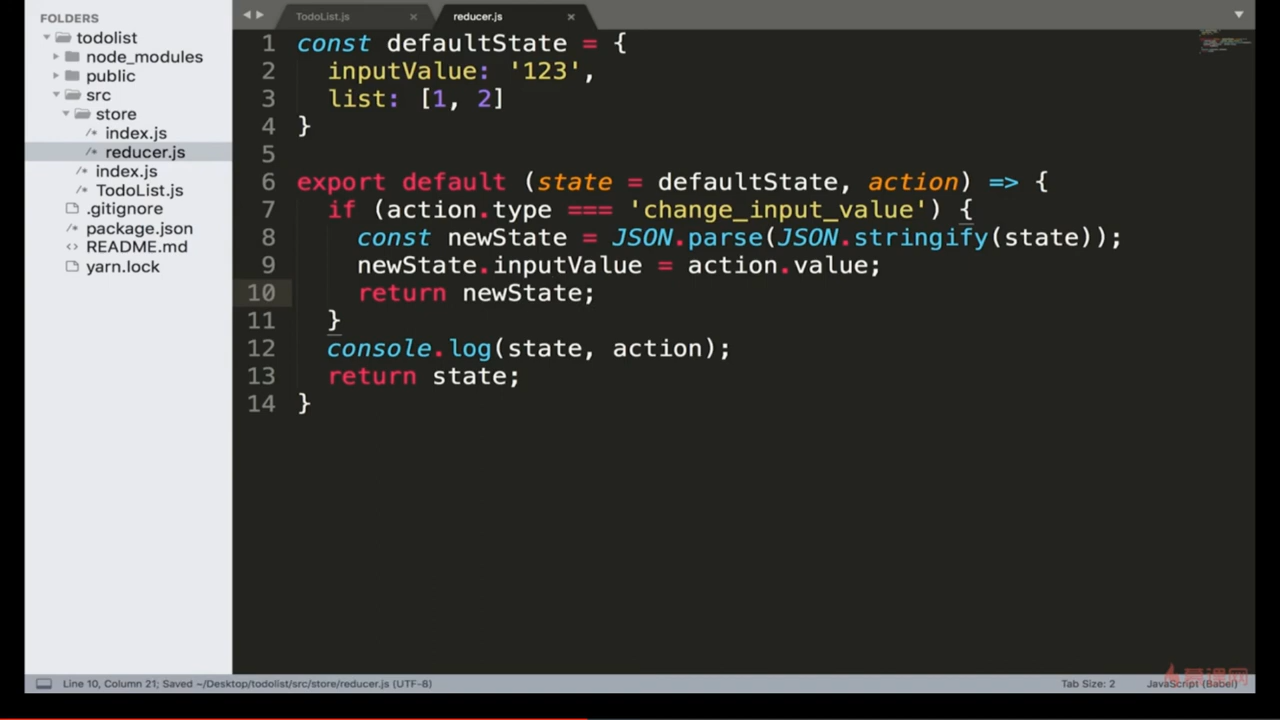 FOLDERS
todolist
node_modules
public
src
store
index.js
reducer.js
index.js
TodoList.js
.gitignore
package.json
README.md
yarn.lock
TodoList.js
reducer.js
1 const defaultState = {
2 inputValue: '123',
3 list: [1, 2]
4 }
5
6 export default (state = defaultState, action) => {
7 if (action.type === 'change_input_value') {
8 const newState = JSON.parse(JSON.stringify(state));
9 newState.inputValue = action.value;
10 return newState;
11 }
12 console.log(state, action);
13 return state;
14 }
慕课网
Line 10, Column 21; Saved ~/Desktop/todolist/src/store/reducer.js (UTF-8)
Tab Size: 2
JavaScript (Babel)